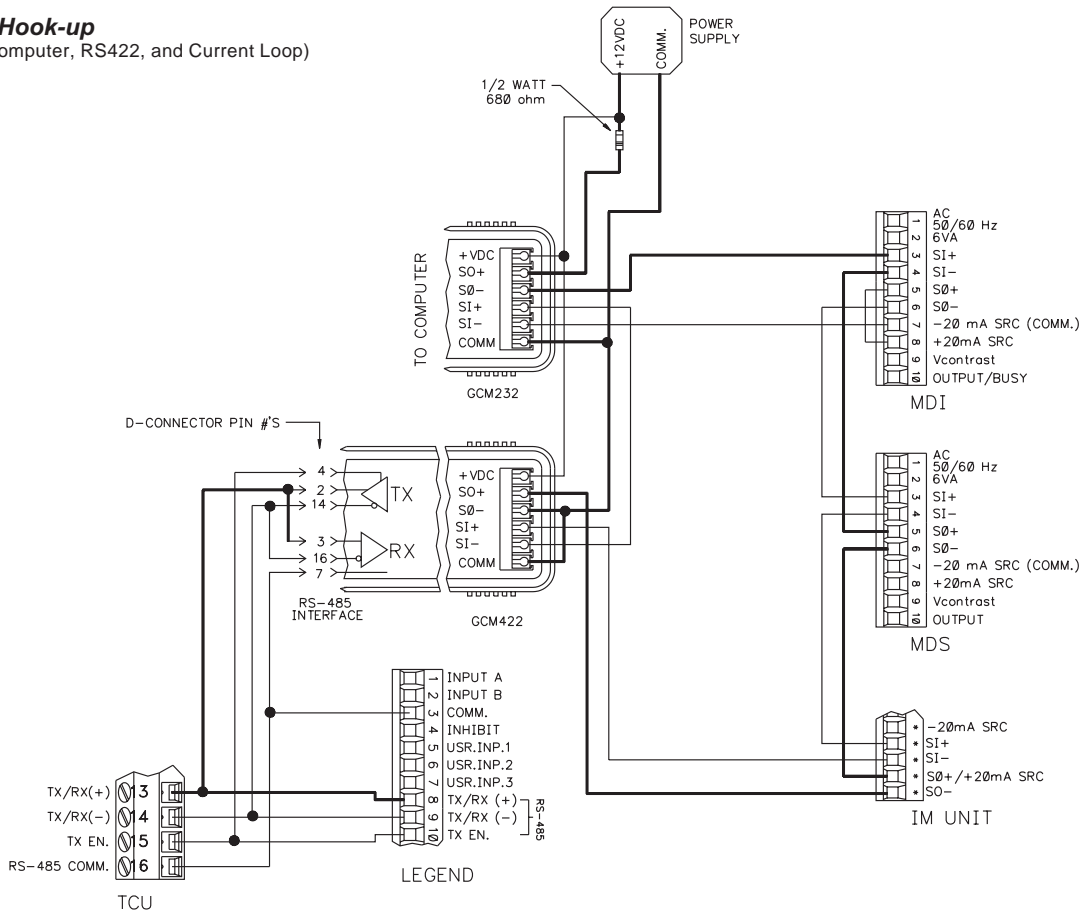 Hook-up
omputer, RS422, and Current Loop)
+12VDC
COMM.
POWER
SUPPLY
1/2 WATT
680 ohm
TO COMPUTER
+VDC
SO+
SØ-
SI+
SI-
COMM
GCM232
1
2
3
4
5
6
7
8
9
10
AC
50/60 Hz
6VA
SI+
SI-
SØ+
SØ-
-20 mA SRC (COMM.)
+20mA SRC
Vcontrast
OUTPUT/BUSY
MDI
D-CONNECTOR PIN #'S
4
2
14
3
16
7
TX
RX
RS-485
INTERFACE
+VDC
SO+
SØ-
SI+
SI-
COMM
GCM422
1
2
3
4
5
6
7
8
9
10
AC
50/60 Hz
6VA
SI+
SI-
SØ+
SØ-
-20 mA SRC (COMM.)
+20mA SRC
Vcontrast
OUTPUT
MDS
1 INPUT A
2 INPUT B
3 COMM.
4 INHIBIT
5 USR.INP.1
6 USR.INP.2
7 USR.INP.3
8 TX/RX (+)
9 TX/RX (-)
10 TX EN.
RS-485
LEGEND
* -20mA SRC
* SI+
* SI-
* SØ+/+20mA SRC
* SO-
IM UNIT
TX/RX(+) 13
TX/RX(-) 14
TX EN. 15
RS-485 COMM. 16
TCU